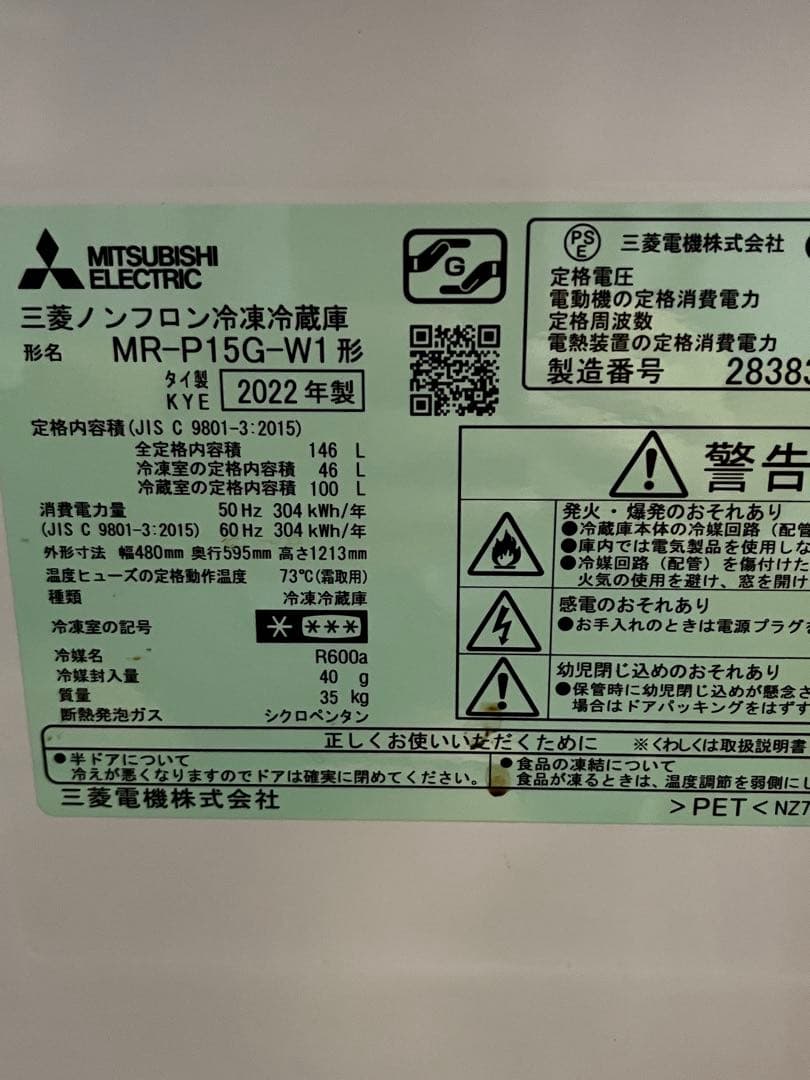 MITSUBISHI
ELECTRIC
三菱ノンフロン冷凍冷蔵庫
形名 MR-P15G-W1形
タイ製
KYE
2022年製
定格内容積(JIS C 9801-3:2015)
全定格内容積 146 L
冷凍室の定格内容積 46 L
冷蔵室の定格内容積 100 L
消費電力量 50Hz 304kWh/年
(JIS C 9801-3:2015) 60Hz 304kWh/年
外形寸法 幅480mm 奥行595mm 高さ1213mm
温度ヒューズの定格動作温度 73℃(霜取用)
種類 冷凍冷蔵庫
冷凍室の記号 * ***
冷媒名 R600a
冷媒封入量 40 g
質量 35 kg
断熱発泡ガス シクロペンタン
G
PSE 三菱電機株式会社
定格電圧
電動機の定格消費電力
定格周波数
電熱装置の定格消費電力
製造番号 28383
警告
発火・爆発のおそれあり
●冷蔵庫本体の冷媒回路(配管
●庫内では電気製品を使用しな
●冷媒回路(配管)を傷付けた
火気の使用を避け、窓を開け
感電のおそれあり
●お手入れのときは電源プラグを
幼児閉じ込めのおそれあり
●保管時に幼児閉じ込めが懸念さ
場合はドアパッキングをはずす
正しくお使いいただくために ※くわしくは取扱説明書
●半ドアについて
冷えが悪くなりますのでドアは確実に閉めてください。
●食品の凍結について
食品が凍るときは、温度調節を弱側にし
三菱電機株式会社
>PET< NZ7